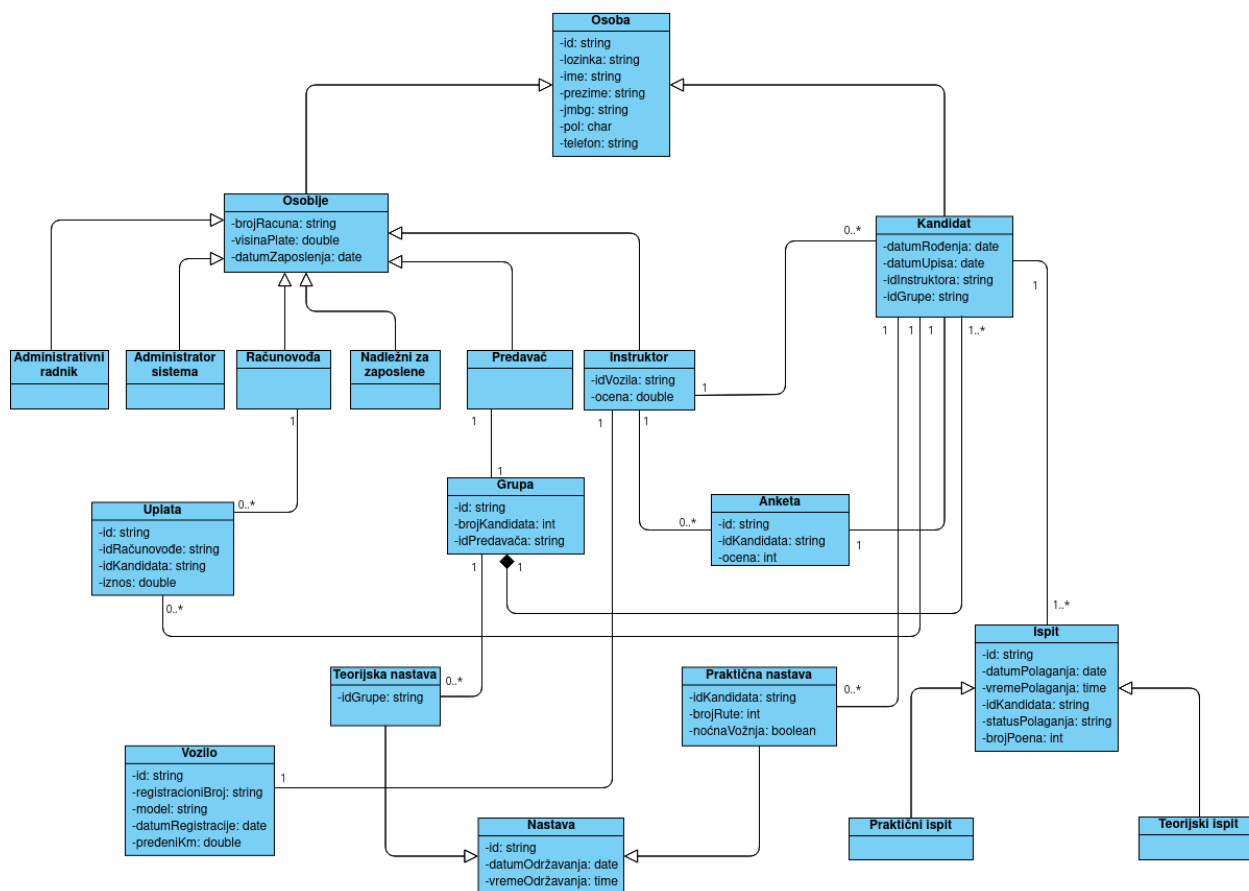 Osoba
-id: string
-lozinka: string
-ime: string
-prezime: string
-jmbg: string
-pol: char
-telefon: string
Osoblje
-brojRacuna: string
-visinaPlate: double
-datumZaposlenja: date
Kandidat
-datumRođenja: date
-datumUpisa: date
-idInstruktora: string
-idGrupe: string
0..*
1
1
1
1
1..*
Administrativni
radnik
Administrator
sistema
Računovođa
Nadležni za
zaposlene
Predavač
Instruktor
-idVozila: string
-ocena: double
1
1
1
1
1
1
Grupa
-id: string
-brojKandidata: int
-idPredavača: string
1
1
Uplata
-id: string
-idRačunovođe: string
-idKandidata: string
-iznos: double
0..*
0..*
Anketa
-id: string
-idKandidata: string
-ocena: int
0..*
1
1..*
Ispit
-id: string
-datumPolaganja: date
-vremePolaganja: time
-idKandidata: string
-statusPolaganja: string
-brojPoena: int
Teorijska nastava
-idGrupe: string
0..*
Praktična nastava
-idKandidata: string
-brojRute: int
-noćnaVožnja: boolean
0..*
Vozilo
-id: string
-registracioniBroj: string
-model: string
-datumRegistracije: date
-pređeniKm: double
1
Nastava
-id: string
-datumOdržavanja: date
-vremeOdržavanja: time
Praktični ispit
Teorijski ispit